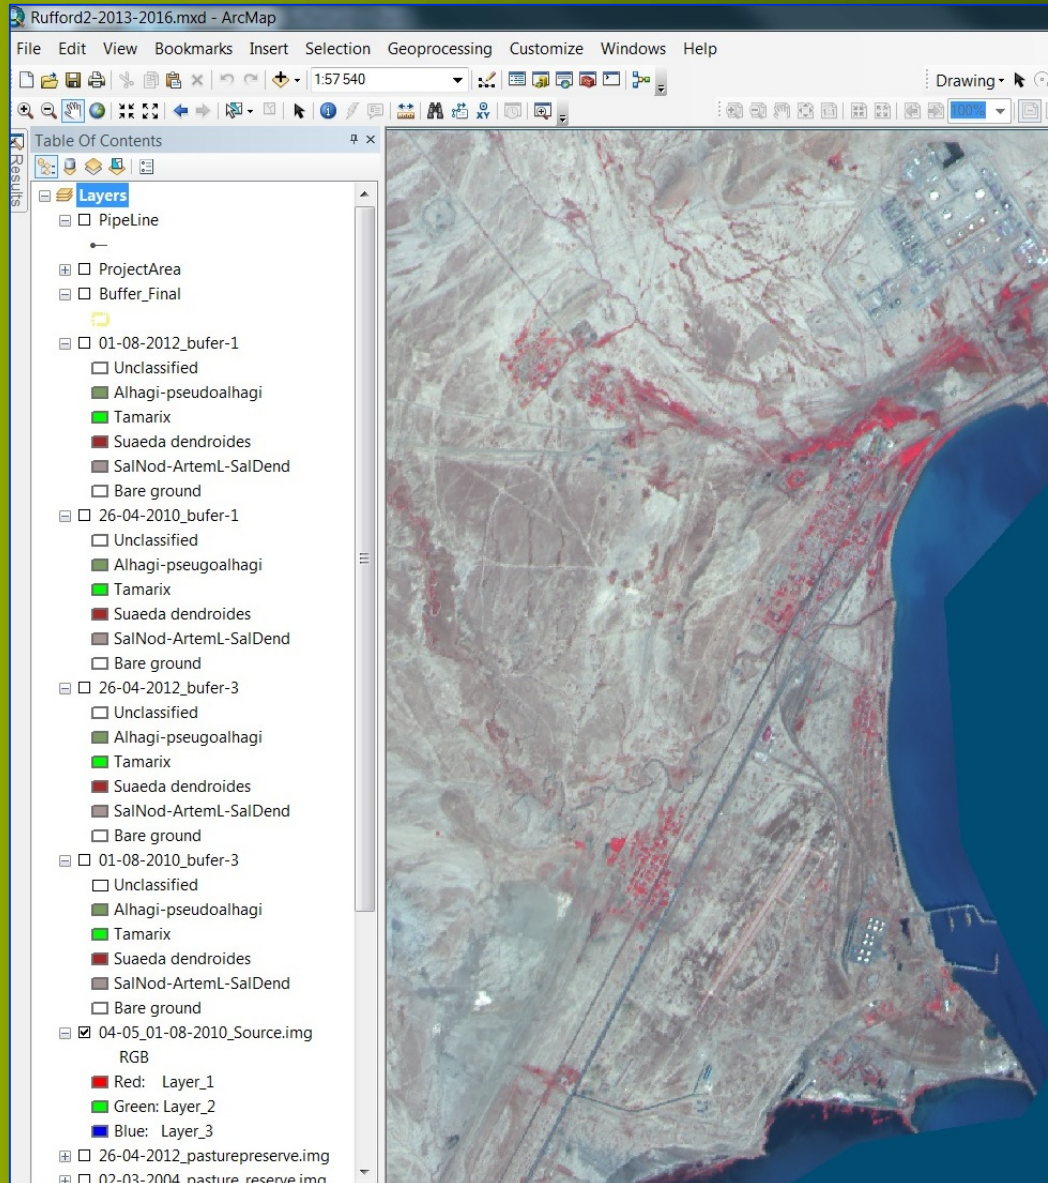 Rufford2-2013-2016.mxd - ArcMap
File Edit View Bookmarks Insert Selection Geoprocessing Customize Windows Help
1:57 540
Drawing
100%
Results
Table Of Contents
Layers
PipeLine
ProjectArea
Buffer_Final
01-08-2012_bufer-1
Unclassified
Alhagi-pseudoalhagi
Tamarix
Suaeda dendroides
SalNod-ArtemL-SalDend
Bare ground
26-04-2010_bufer-1
Unclassified
Alhagi-pseugoalhagi
Tamarix
Suaeda dendroides
SalNod-ArtemL-SalDend
Bare ground
26-04-2012_bufer-3
Unclassified
Alhagi-pseugoalhagi
Tamarix
Suaeda dendroides
SalNod-ArtemL-SalDend
Bare ground
01-08-2010_bufer-3
Unclassified
Alhagi-pseudoalhagi
Tamarix
Suaeda dendroides
SalNod-ArtemL-SalDend
Bare ground
04-05_01-08-2010_Source.img
RGB
Red: Layer_1
Green: Layer_2
Blue: Layer_3
26-04-2012_pasturepreserve.img
02-03-2004_pasture_reserve.img